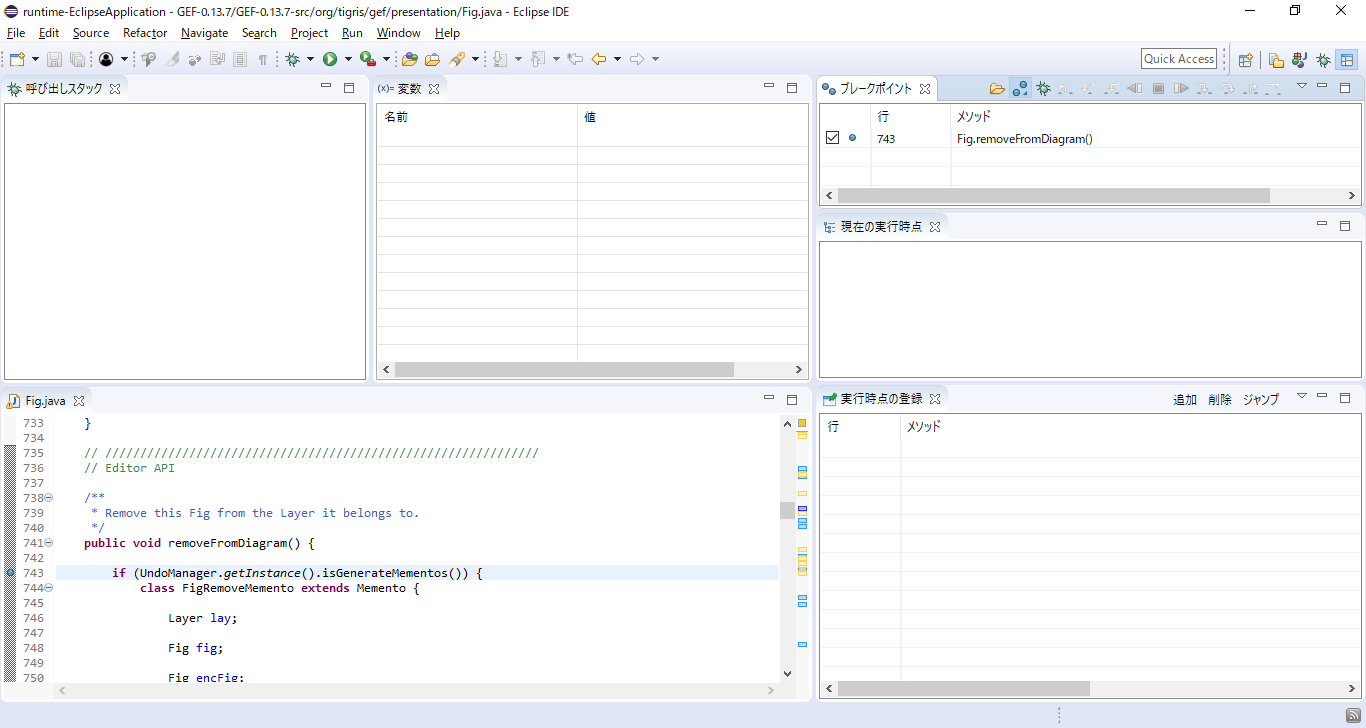 runtime-EclipseApplication - GEF-0.13.7/GEF-0.13.7-src/org/tigris/gef/presentation/Fig.java - Eclipse IDE
File Edit Source Refactor Navigate Search Project Run Window Help
Quick Access
呼び出しスタック
(x)= 変数
名前 値
ブレークポイント
行 メソッド
743 Fig.removeFromDiagram()
現在の実行時点
Fig.java
733 }
734
735 // //////////////////////////////////////////////////////////////
736 // Editor API
737
738 /**
739 * Remove this Fig from the Layer it belongs to.
740 */
741 public void removeFromDiagram() {
742
743 if (UndoManager.getInstance().isGenerateMementos()) {
744 class FigRemoveMemento extends Memento {
745
746 Layer lay;
747
748 Fig fig;
749
750 Fig encFig;
実行時点の登録 追加 削除 ジャンプ
行 メソッド